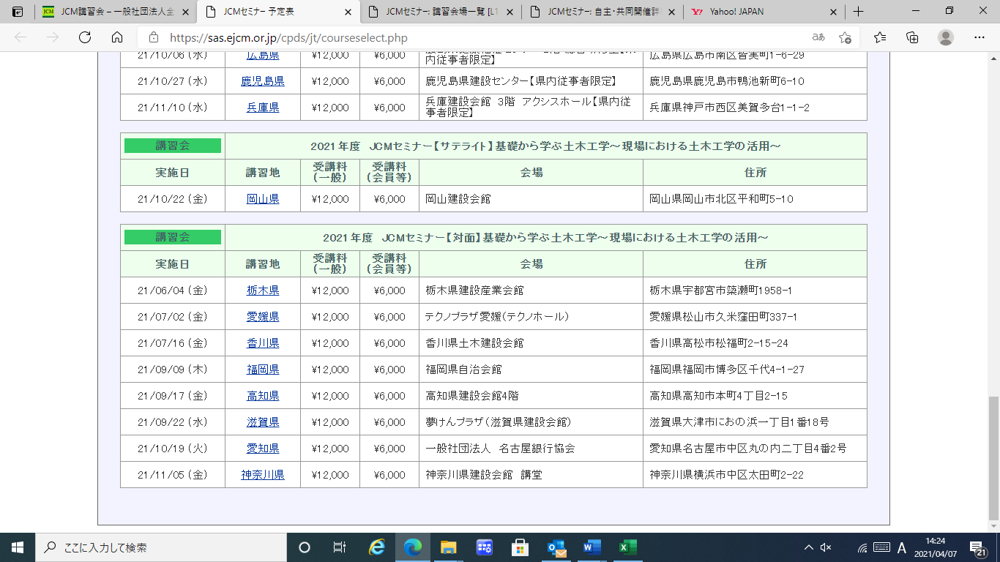 JCM講習会 – 一般社団法人全
JCMセミナー 予定表
JCMセミナー: 講習会場一覧 [L1
JCMセミナー: 自主・共同開催詳
Yahoo! JAPAN
https://sas.ejcm.or.jp/cpds/jt/courseselect.php
21/10/06 (水) 広島県 ¥12,000 ¥6,000 内従事者限定】 広島県広島市南区皆実町1-6-29
21/10/27 (水) 鹿児島県 ¥12,000 ¥6,000 鹿児島県建設センター【県内従事者限定】 鹿児島県鹿児島市鴨池新町6-10
21/11/10 (水) 兵庫県 ¥12,000 ¥6,000 兵庫建設会館 3階 アクシスホール【県内従事者限定】 兵庫県神戸市西区美賀多台1-1-2
講習会 2021年度 JCMセミナー【サテライト】基礎から学ぶ土木工学～現場における土木工学の活用～
実施日 講習地 受講料(一般) 受講料(会員等) 会場 住所
21/10/22 (金) 岡山県 ¥12,000 ¥6,000 岡山建設会館 岡山県岡山市北区平和町5-10
講習会 2021年度 JCMセミナー【対面】基礎から学ぶ土木工学～現場における土木工学の活用～
実施日 講習地 受講料(一般) 受講料(会員等) 会場 住所
21/06/04 (金) 栃木県 ¥12,000 ¥6,000 栃木県建設産業会館 栃木県宇都宮市簗瀬町1958-1
21/07/02 (金) 愛媛県 ¥12,000 ¥6,000 テクノプラザ愛媛(テクノホール) 愛媛県松山市久米窪田町337-1
21/07/16 (金) 香川県 ¥12,000 ¥6,000 香川県土木建設会館 香川県高松市松福町2-15-24
21/09/09 (木) 福岡県 ¥12,000 ¥6,000 福岡県自治会館 福岡県福岡市博多区千代4-1-27
21/09/17 (金) 高知県 ¥12,000 ¥6,000 高知県建設会館4階 高知県高知市本町4丁目2-15
21/09/22 (水) 滋賀県 ¥12,000 ¥6,000 夢けんプラザ(滋賀県建設会館) 滋賀県大津市におの浜一丁目1番18号
21/10/19 (火) 愛知県 ¥12,000 ¥6,000 一般社団法人 名古屋銀行協会 愛知県名古屋市中区丸の内二丁目4番2号
21/11/05 (金) 神奈川県 ¥12,000 ¥6,000 神奈川県建設会館 講堂 神奈川県横浜市中区太田町2-22
ここに入力して検索
A
14:24
2021/04/07
21